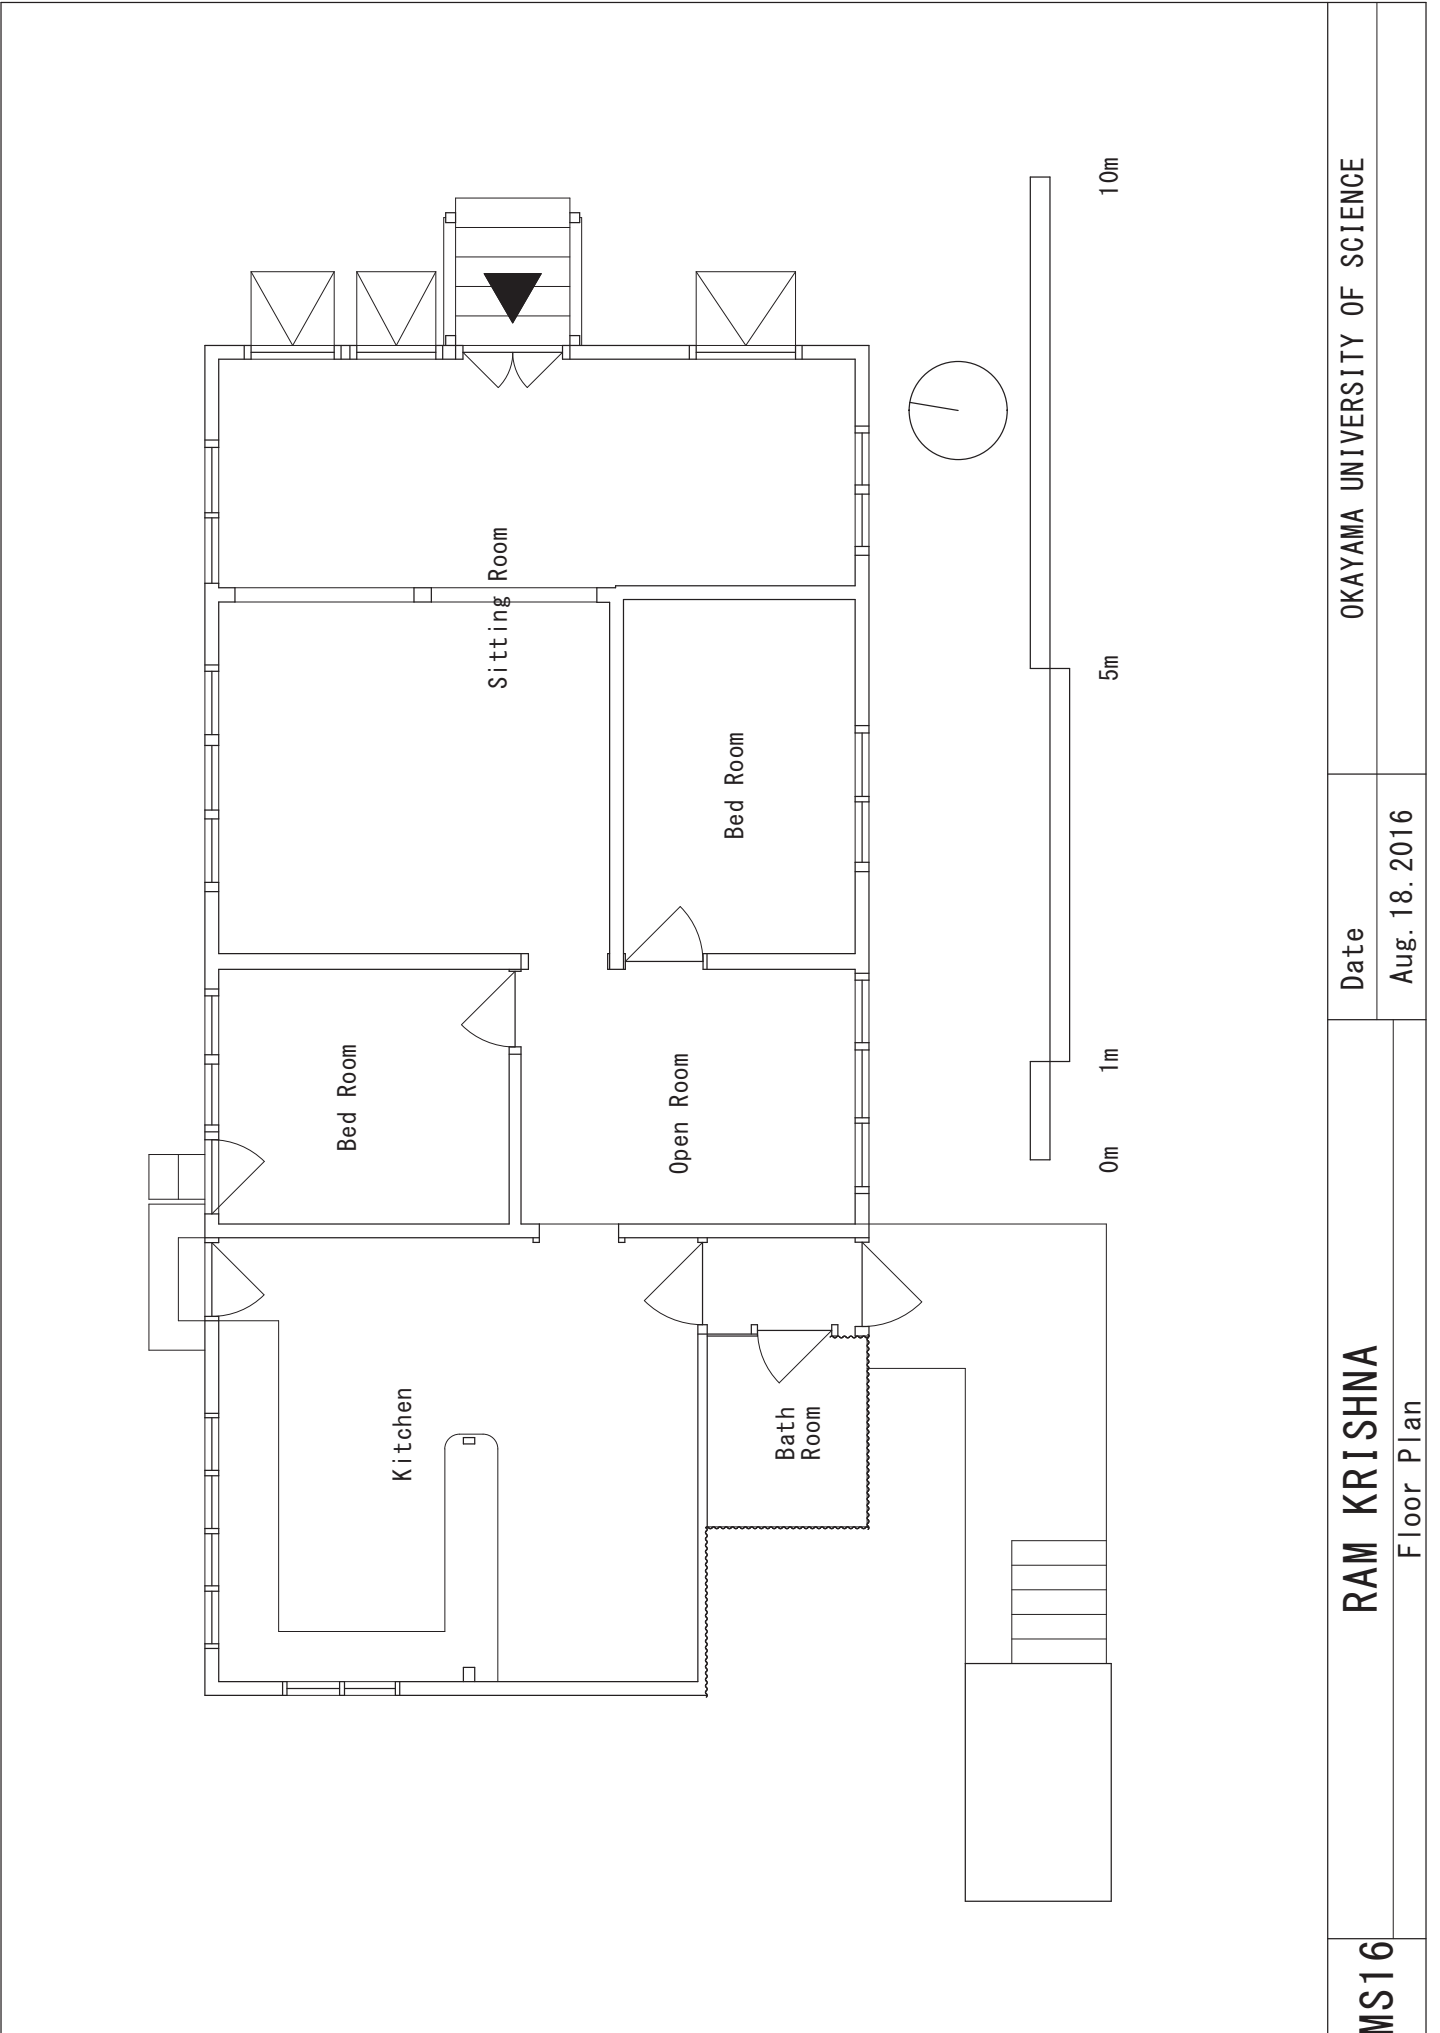 Kitchen
Bed Room
Sitting Room
Bath
Room
Open Room
Bed Room
0m
1m
5m
10m
MS16
RAM KRISHNA
Floor Plan
Date
Aug. 18. 2016
OKAYAMA UNIVERSITY OF SCIENCE